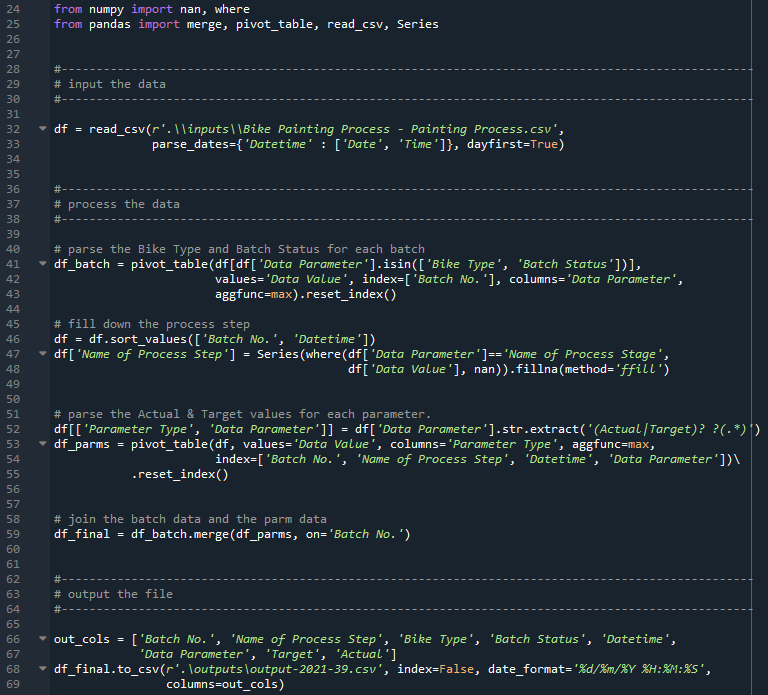 24 from numpy import nan, where
25 from pandas import merge, pivot_table, read_csv, Series
26
27
28 #---------------------------------------------------------------------------------------------------
29 # input the data
30 #---------------------------------------------------------------------------------------------------
31
32 df = read_csv(r'.\\inputs\\Bike Painting Process - Painting Process.csv',
33 parse_dates={'Datetime' : ['Date', 'Time']}, dayfirst=True)
34
35
36 #---------------------------------------------------------------------------------------------------
37 # process the data
38 #---------------------------------------------------------------------------------------------------
39
40 # parse the Bike Type and Batch Status for each batch
41 df_batch = pivot_table(df[df['Data Parameter'].isin(['Bike Type', 'Batch Status'])],
42 values='Data Value', index=['Batch No.'], columns='Data Parameter',
43 aggfunc=max).reset_index()
44
45 # fill down the process step
46 df = df.sort_values(['Batch No.', 'Datetime'])
47 df['Name of Process Step'] = Series(where(df['Data Parameter']=='Name of Process Stage',
48 df['Data Value'], nan)).fillna(method='ffill')
49
50
51 # parse the Actual & Target values for each parameter.
52 df[['Parameter Type', 'Data Parameter']] = df['Data Parameter'].str.extract('(Actual|Target)? ?(.*)')
53 df_parms = pivot_table(df, values='Data Value', columns='Parameter Type', aggfunc=max,
54 index=['Batch No.', 'Name of Process Step', 'Datetime', 'Data Parameter'])\
55 .reset_index()
56
57
58 # join the batch data and the parm data
59 df_final = df_batch.merge(df_parms, on='Batch No.')
60
61
62 #---------------------------------------------------------------------------------------------------
63 # output the file
64 #---------------------------------------------------------------------------------------------------
65
66 out_cols = ['Batch No.', 'Name of Process Step', 'Bike Type', 'Batch Status', 'Datetime',
67 'Data Parameter', 'Target', 'Actual']
68 df_final.to_csv(r'.\outputs\output-2021-39.csv', index=False, date_format='%d/%m/%Y %H:%M:%S',
69 columns=out_cols)